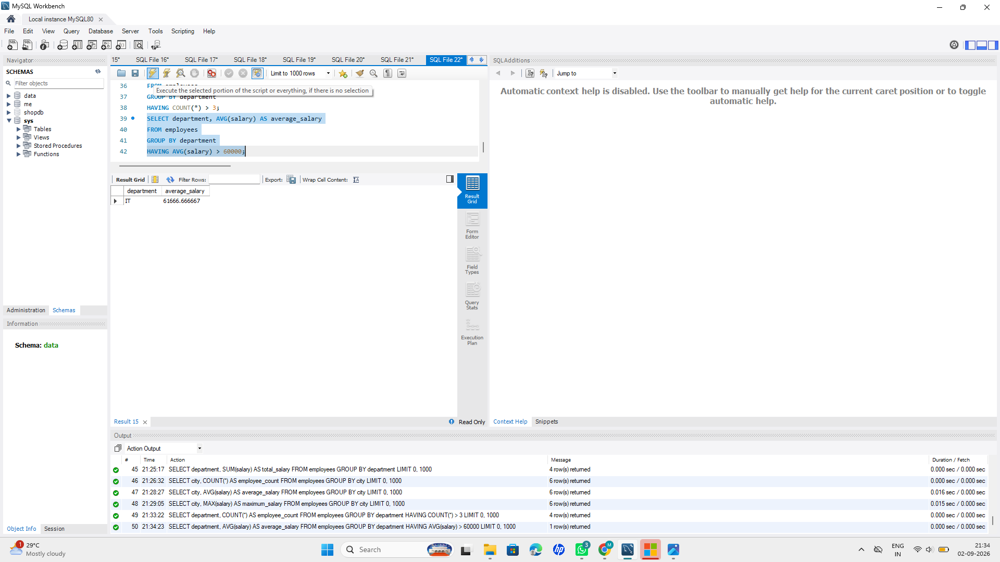 MySQL Workbench
Local instance MySQL80
File Edit View Query Database Server Tools Scripting Help
Navigator
SCHEMAS
Filter objects
data
me
shopdb
sys
Tables
Views
Stored Procedures
Functions
Administration Schemas
Information
Schema: data
Object Info Session
15* SQL File 16* SQL File 17* SQL File 18* SQL File 19* SQL File 20* SQL File 21* SQL File 22*
Limit to 1000 rows
36 FROM employees
Execute the selected portion of the script or everything, if there is no selection
37 GROUP BY department
38 HAVING COUNT(*) > 3;
39 SELECT department, AVG(salary) AS average_salary
40 FROM employees
41 GROUP BY department
42 HAVING AVG(salary) > 60000;
Result Grid Filter Rows: Export: Wrap Cell Content:
department average_salary
IT 61666.666667
Result Grid
Form Editor
Field Types
Query Stats
Execution Plan
Result 15 Read Only
SQLAdditions
Jump to
Automatic context help is disabled. Use the toolbar to manually get help for the current caret position or to toggle
automatic help.
Context Help Snippets
Output
Action Output
# Time Action Message Duration / Fetch
45 21:25:17 SELECT department, SUM(salary) AS total_salary FROM employees GROUP BY department LIMIT 0, 1000 4 row(s) returned 0.000 sec / 0.000 sec
46 21:26:32 SELECT city, COUNT(*) AS employee_count FROM employees GROUP BY city LIMIT 0, 1000 6 row(s) returned 0.000 sec / 0.000 sec
47 21:28:27 SELECT city, AVG(salary) AS average_salary FROM employees GROUP BY city LIMIT 0, 1000 6 row(s) returned 0.016 sec / 0.000 sec
48 21:29:05 SELECT city, MAX(salary) AS maximum_salary FROM employees GROUP BY city LIMIT 0, 1000 6 row(s) returned 0.015 sec / 0.000 sec
49 21:33:22 SELECT department, COUNT(*) AS employee_count FROM employees GROUP BY department HAVING COUNT(*) > 3 LIMIT 0, 1000 4 row(s) returned 0.000 sec / 0.000 sec
50 21:34:23 SELECT department, AVG(salary) AS average_salary FROM employees GROUP BY department HAVING AVG(salary) > 60000 LIMIT 0, 1000 1 row(s) returned 0.000 sec / 0.000 sec
1
29°C
Mostly cloudy
Search
hp
3
M
ENG
IN
21:34
02-09-2026